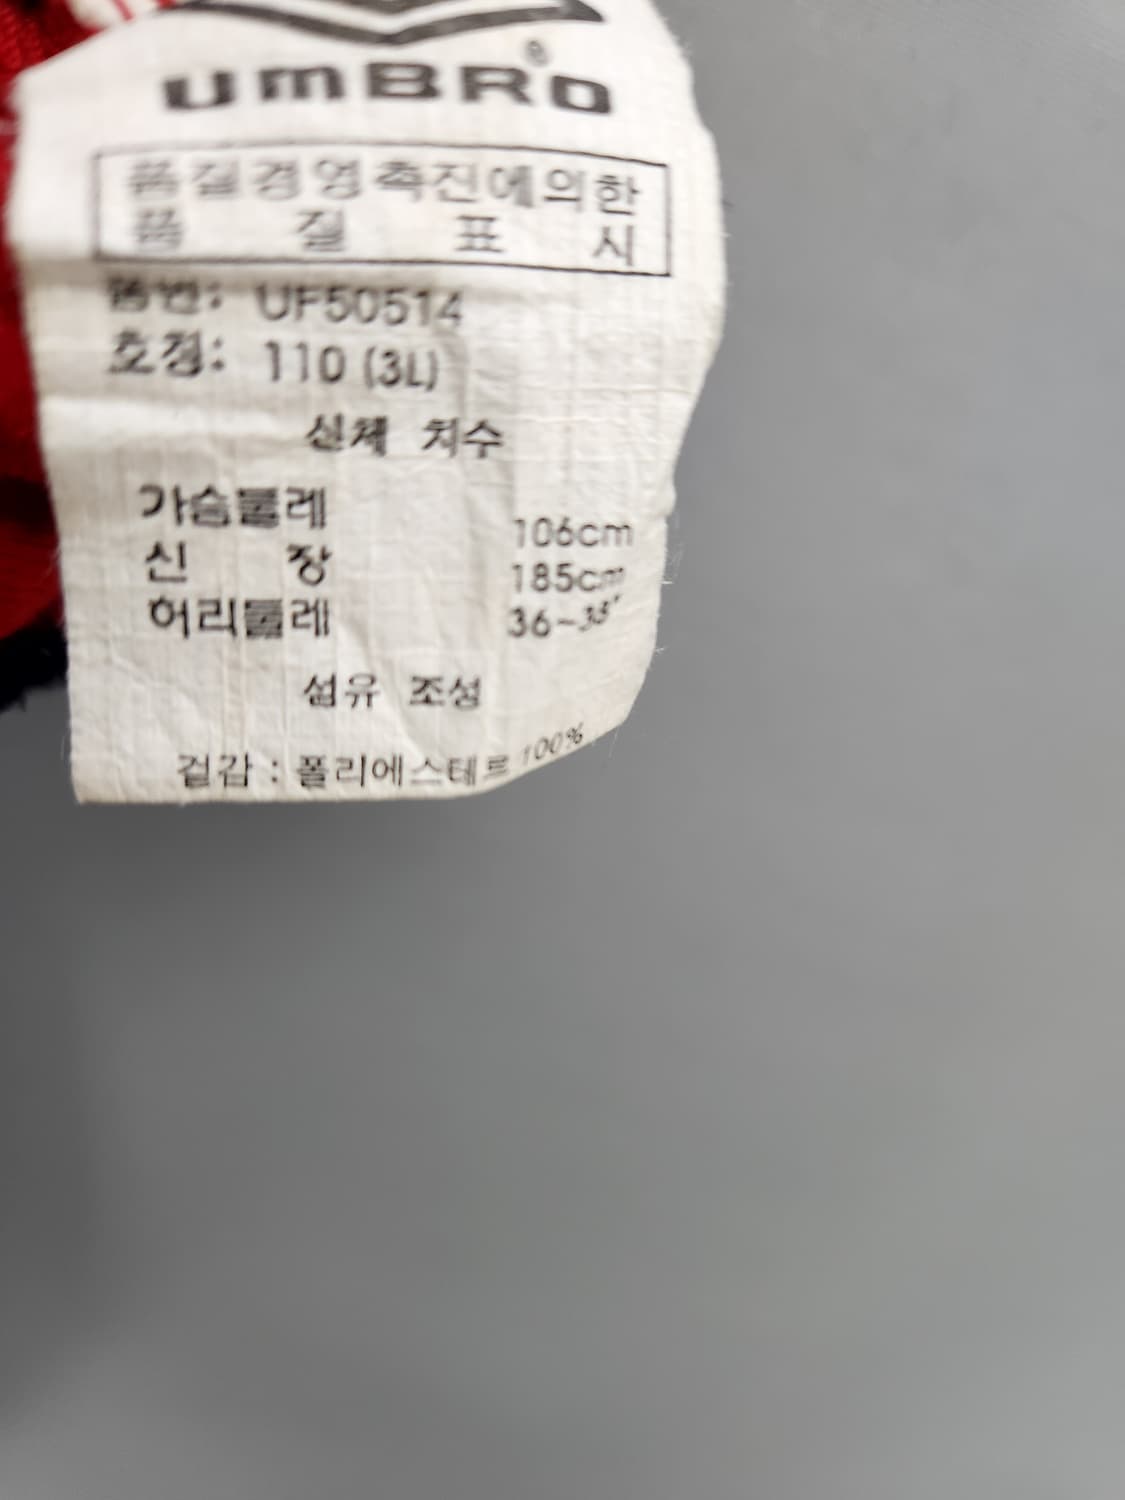 UMBRO®
품질경영촉진에의한
품 질 표 시
품번: UF50514
호칭: 110 (3L)
신체 치수
가슴둘레 106cm
신 장 185cm
허리둘레 36~38"
섬유 조성
겉감 : 폴리에스테르 100%